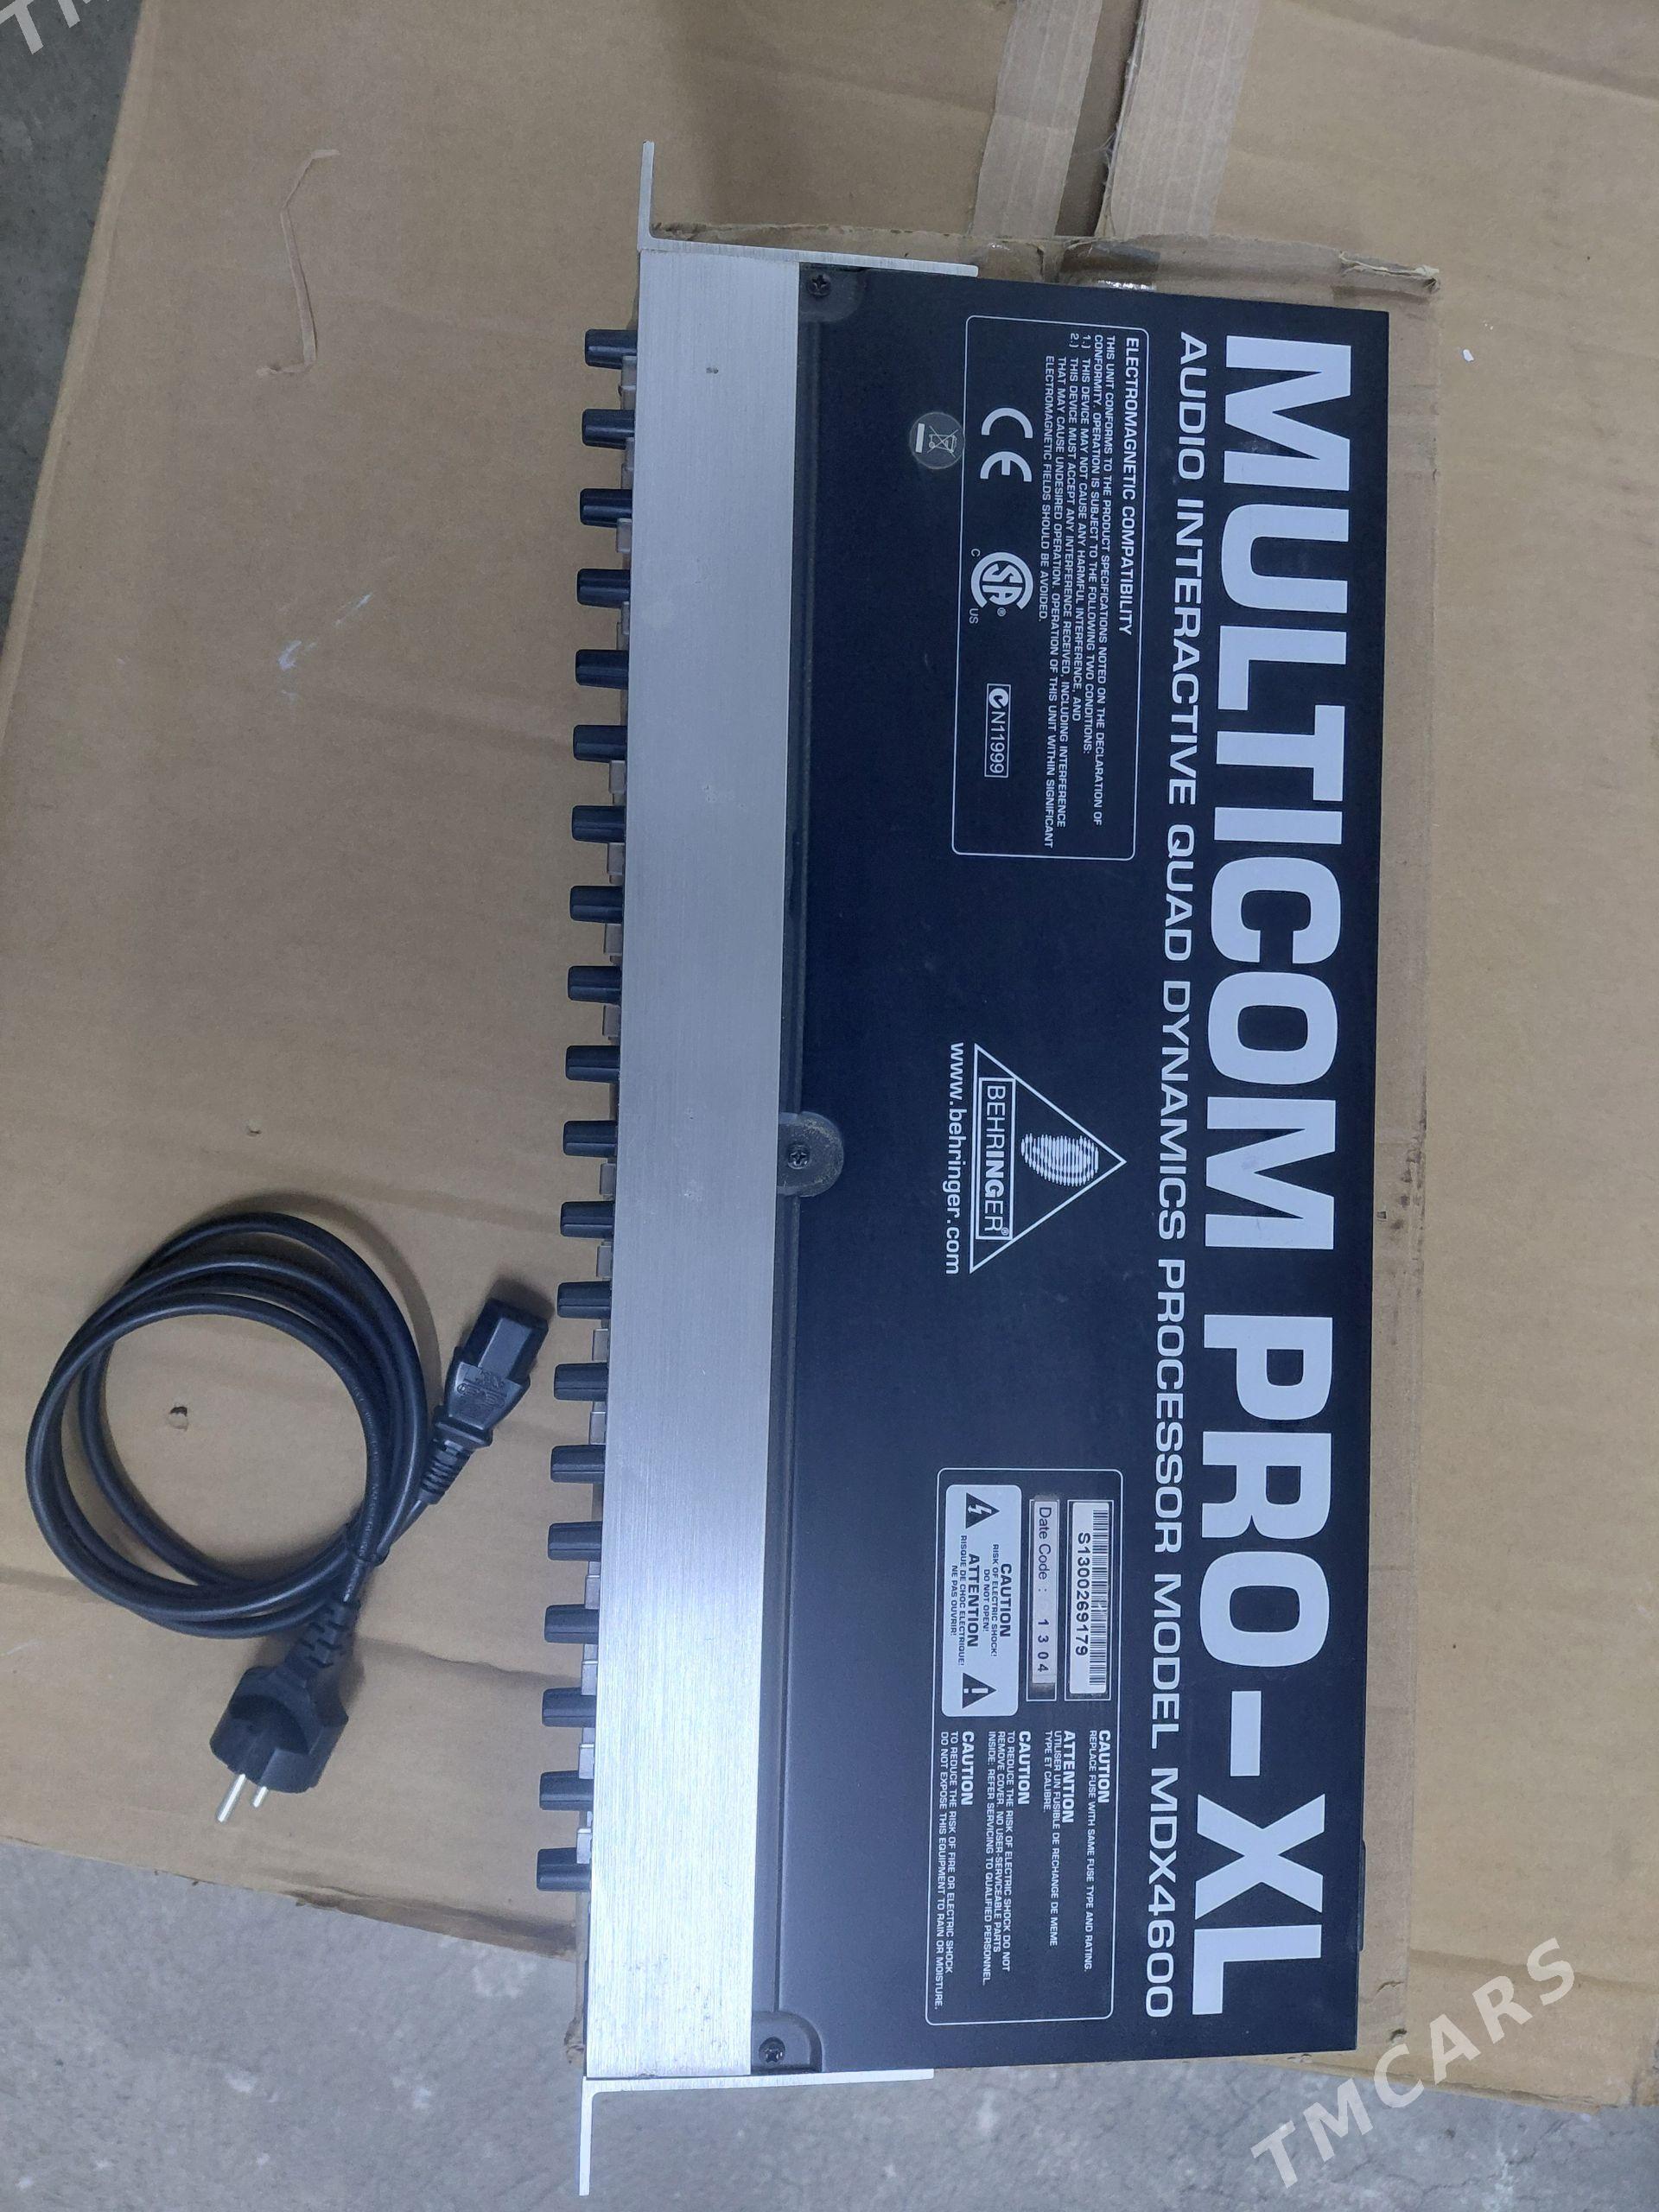 MULTICOM PRO-XL
AUDIO INTERACTIVE QUAD DYNAMICS PROCESSOR MODEL MDX4600
ELECTROMAGNETIC COMPATIBILITY
THIS UNIT CONFORMS TO THE PRODUCT SPECIFICATIONS NOTED ON THE DECLARATION OF
CONFORMITY. OPERATION IS SUBJECT TO THE FOLLOWING TWO CONDITIONS:
1.) THIS DEVICE MAY NOT CAUSE ANY HARMFUL INTERFERENCE, AND
2.) THIS DEVICE MUST ACCEPT ANY INTERFERENCE RECEIVED, INCLUDING INTERFERENCE
THAT MAY CAUSE UNDESIRED OPERATION. OPERATION OF THIS UNIT WITHIN SIGNIFICANT
ELECTROMAGNETIC FIELDS SHOULD BE AVOIDED.
CE
C SA® US
N11999
BEHRINGER®
www.behringer.com
S1300269179
Date Code : 1304
CAUTION
RISK OF ELECTRIC SHOCK!
DO NOT OPEN!
ATTENTION
RISQUE DE CHOC ELECTRIQUE!
NE PAS OUVRIR!
CAUTION
REPLACE FUSE WITH SAME FUSE TYPE AND RATING.
ATTENTION
UTILISER UN FUSIBLE DE RECHANGE DE MEME
TYPE ET CALIBRE.
CAUTION
TO REDUCE THE RISK OF ELECTRIC SHOCK DO NOT
REMOVE COVER. NO USER-SERVICEABLE PARTS
INSIDE. REFER SERVICING TO QUALIFIED PERSONNEL.
CAUTION
TO REDUCE THE RISK OF FIRE OR ELECTRIC SHOCK
DO NOT EXPOSE THIS EQUIPMENT TO RAIN OR MOISTURE.
TMCARS